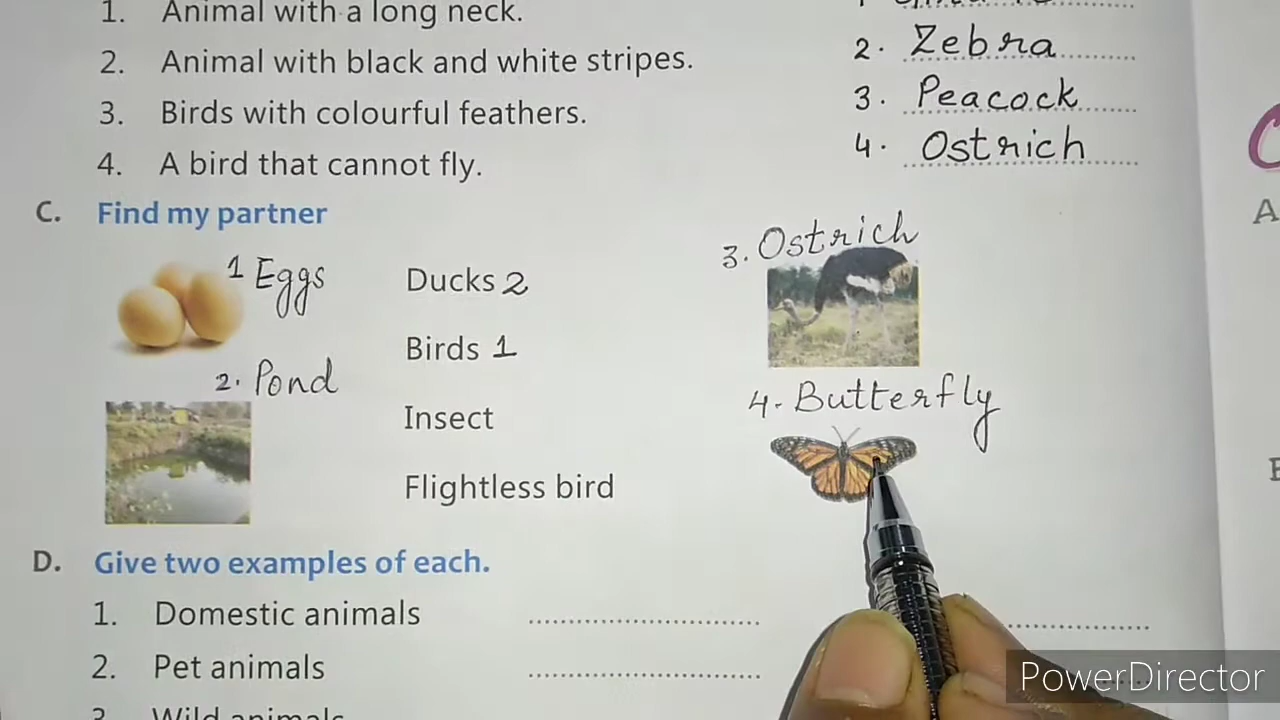 1. Animal with a long neck.
2. Animal with black and white stripes.
2. Zebra
3. Birds with colourful feathers.
3. Peacock
4. A bird that cannot fly.
4. Ostrich
C. Find my partner
1 Eggs
Ducks 2
3. Ostrich
Birds 1
2. Pond
4- Butterfly
Insect
Flightless bird
D. Give two examples of each.
1. Domestic animals
2. Pet animals
3. Wild animals
PowerDirector
A